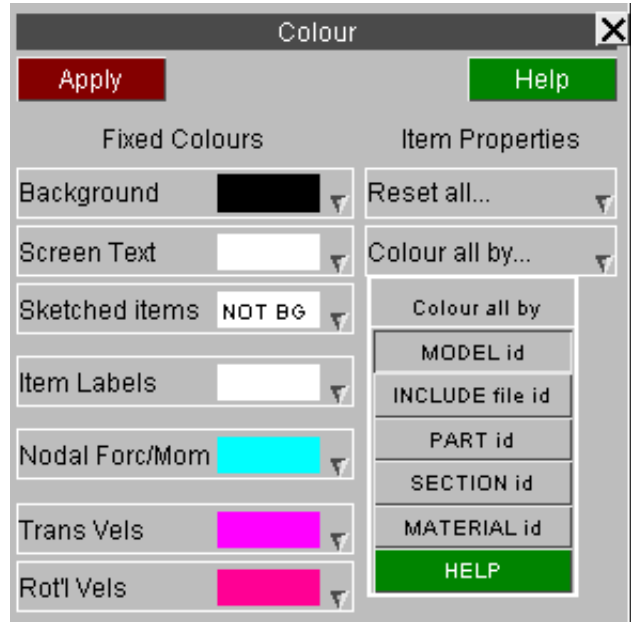 Colour
Apply
Help
Fixed Colours
Item Properties
Background
Reset all...
Screen Text
Colour all by...
Sketched items NOT BG
Colour all by
MODEL id
INCLUDE file id
Item Labels
PART id
Nodal Forc/Mom
SECTION id
Trans Vels
MATERIAL id
Rot'l Vels
HELP